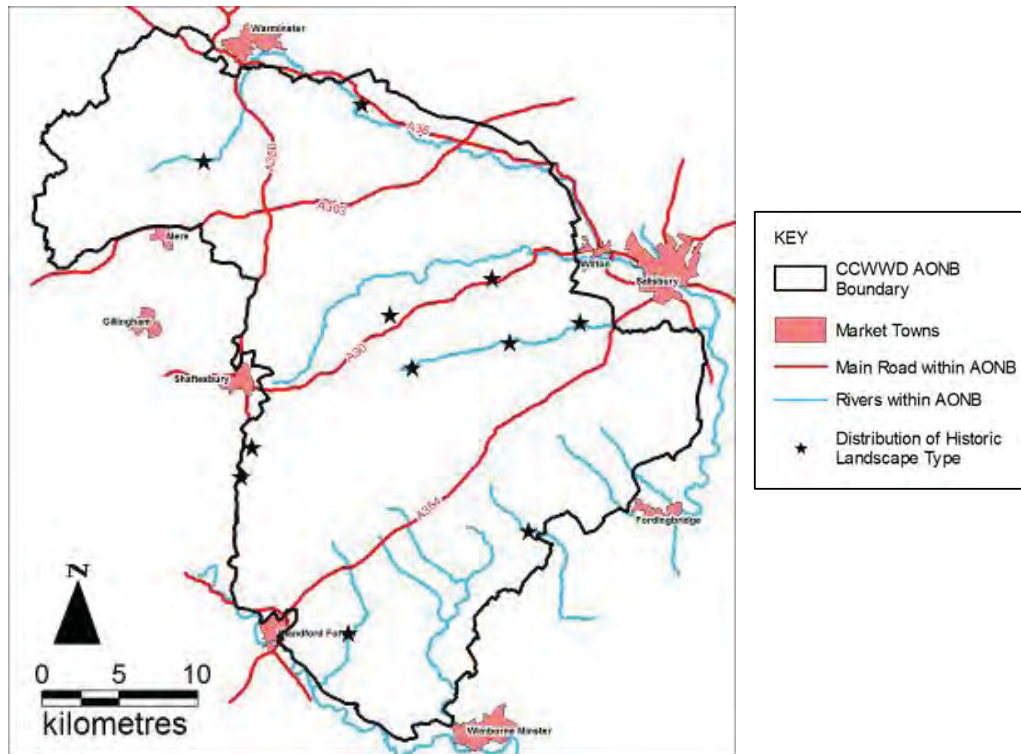 Warminster
A36
A350
A303
Mere
Wilton
Salisbury
Gillingham
A30
Shaftesbury
A354
Fordingbridge
N
Blandford Forum
0 5 10
kilometres
Wimborne Minster
KEY
CCWWD AONB
Boundary
Market Towns
Main Road within AONB
Rivers within AONB
Distribution of Historic
Landscape Type